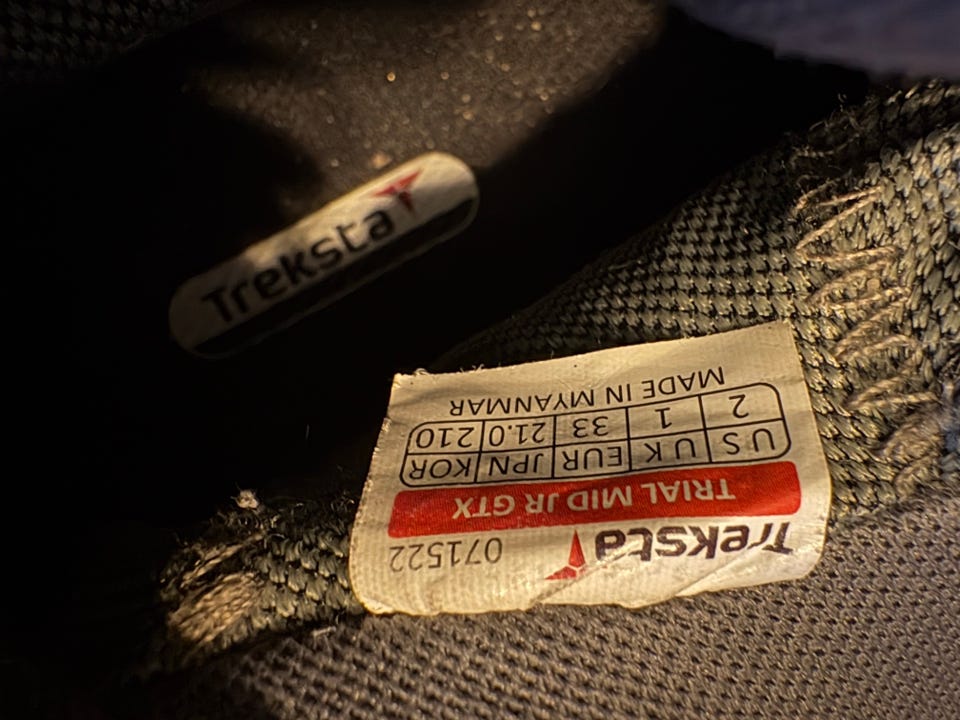 Treksta
Treksta 071522
TRIAL MID JR GTX
US UK EUR JPN KOR
2 1 33 21.0 210
MADE IN MYANMAR